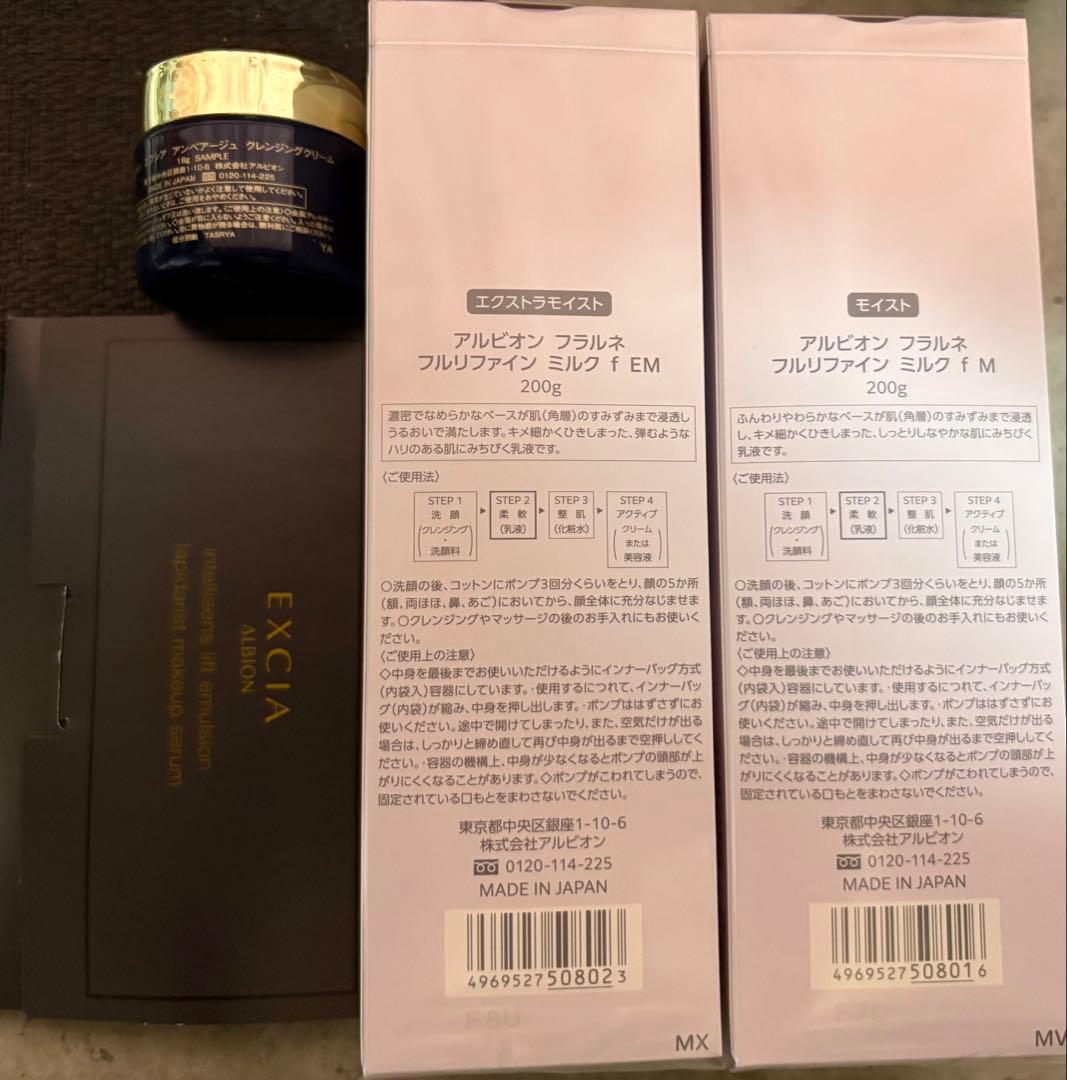 アンベアージュ クレンジングクリーム
18g SAMPLE
東京都中央区銀座1-10-6 株式会社アルビオン
MADE IN JAPAN 0120-114-225
成分別紙 TASRYA
YA
EXCIA
ALBION
intellisons lift emulsion
lapidarist makeup serum
エクストラモイスト
アルビオン フラルネ
フルリファイン ミルク f EM
200g
濃密でなめらかなベースが肌(角層)のすみずみまで浸透し
うるおいで満たします。キメ細かくひきしまった、弾むような
ハリのある肌にみちびく乳液です。
〈ご使用法〉
STEP 1
洗 顔
クレンジング
・
洗顔料
STEP 2
柔 軟
(乳液)
STEP 3
整 肌
(化粧水)
STEP 4
アクティブ
クリーム
または
美容液
○洗顔の後、コットンにポンプ3回分くらいをとり、顔の5か所
(額、両ほほ、鼻、あご)においてから、顔全体に充分なじませま
す。○クレンジングやマッサージの後のお手入れにもお使いく
ださい。
〈ご使用上の注意〉
◇中身を最後までお使いいただけるようにインナーバッグ方式
(内袋入)容器にしています。・使用するにつれて、インナーバッ
グ(内袋)が縮み、中身を押し出します。・ポンプははずさずにお
使いください。途中で開けてしまったり、また、空気だけが出る
場合は、しっかりと締め直して再び中身が出るまで空押ししてく
ださい。・容器の機構上、中身が少なくなるとポンプの頭部が上
がりにくくなることがあります。◇ポンプがこわれてしまうので、
固定されている口もとをまわさないでください。
東京都中央区銀座1-10-6
株式会社アルビオン
0120-114-225
MADE IN JAPAN
4969527508023
F8U
MX
モイスト
アルビオン フラルネ
フルリファイン ミルク f M
200g
ふんわりやわらかなベースが肌(角層)のすみずみまで浸透
し、キメ細かくひきしまった、しっとりしなやかな肌にみちびく
乳液です。
〈ご使用法〉
STEP 1
洗 顔
クレンジング
・
洗顔料
STEP 2
柔 軟
(乳液)
STEP 3
整 肌
(化粧水)
STEP 4
アクティブ
クリーム
または
美容液
○洗顔の後、コットンにポンプ3回分くらいをとり、顔の5か所
(額、両ほほ、鼻、あご)においてから、顔全体に充分なじませま
す。○クレンジングやマッサージの後のお手入れにもお使いく
ださい。
〈ご使用上の注意〉
◇中身を最後までお使いいただけるようにインナーバッグ方式
(内袋入)容器にしています。・使用するにつれて、インナーバッ
グ(内袋)が縮み、中身を押し出します。・ポンプははずさずにお
使いください。途中で開けてしまったり、また、空気だけが出る
場合は、しっかりと締め直して再び中身が出るまで空押ししてく
ださい。・容器の機構上、中身が少なくなるとポンプの頭部が上
がりにくくなることがあります。◇ポンプがこわれてしまうので、
固定されている口もとをまわさないでください。
東京都中央区銀座1-10-6
株式会社アルビオン
0120-114-225
MADE IN JAPAN
4969527508016
F70
MV